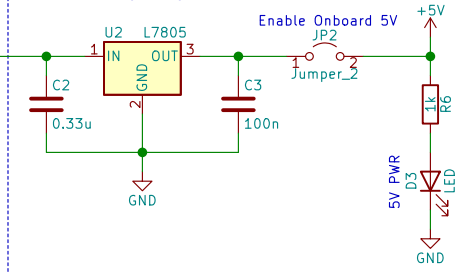 +5V
Enable Onboard 5V
U2 L7805
JP2
1 IN OUT 3
1 2
Jumper_2
GND
2
C2
0.33u
C3
100n
1k
R6
GND
5V PWR
D3
LED
GND